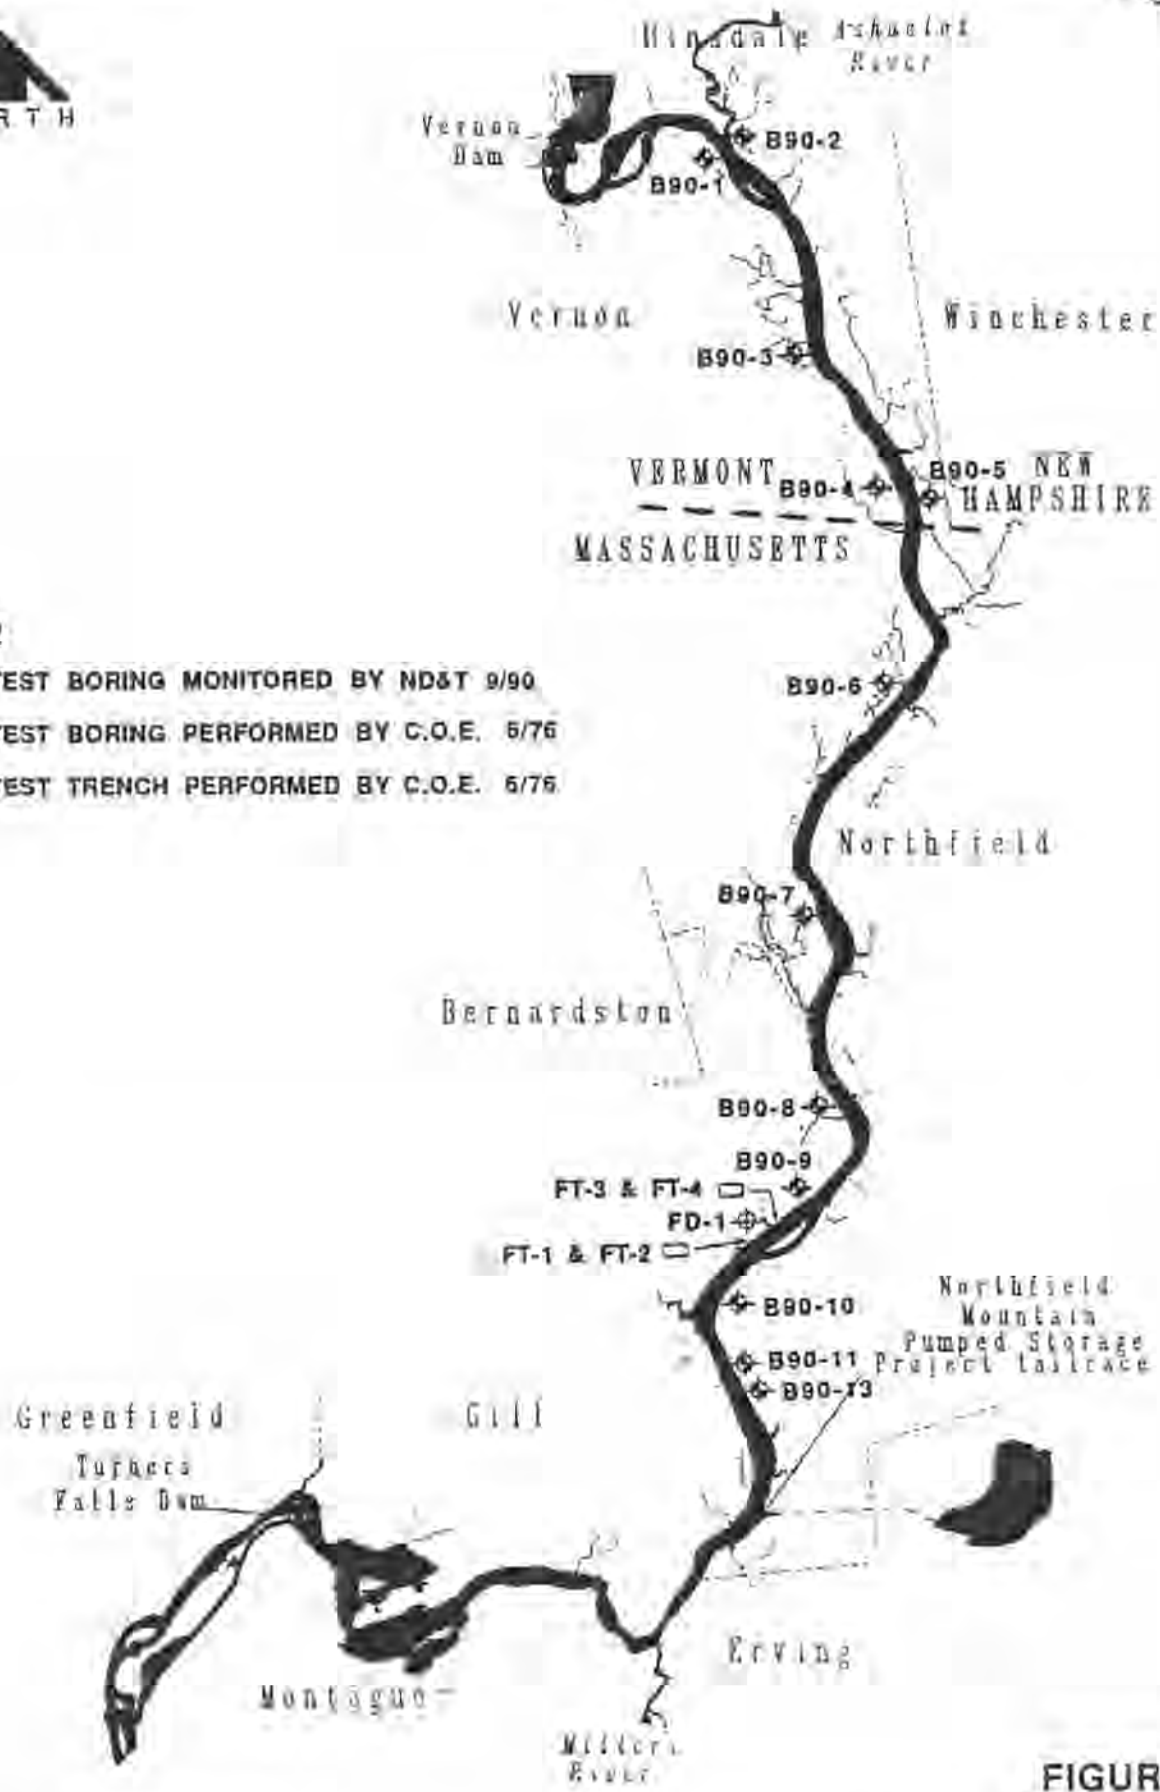 RTH
Hinsdale
Ashuelot
River
Vernon
Dam
B90-2
B90-1
Vernon
Winchester
B90-3
VERMONT
B90-4
B90-5
NEW
HAMPSHIRE
MASSACHUSETTS
B90-6
TEST BORING MONITORED BY ND&T 9/90
TEST BORING PERFORMED BY C.O.E. 6/76
TEST TRENCH PERFORMED BY C.O.E. 6/76
Northfield
B90-7
Bernardston
B90-8
B90-9
FT-3 & FT-4
FD-1
FT-1 & FT-2
B90-10
Northfield
Mountain
Pumped Storage
Project tailrace
B90-11
B90-13
Greenfield
Gill
Turners
Falls Dam
Erving
Montague
Millers
River
FIGUR